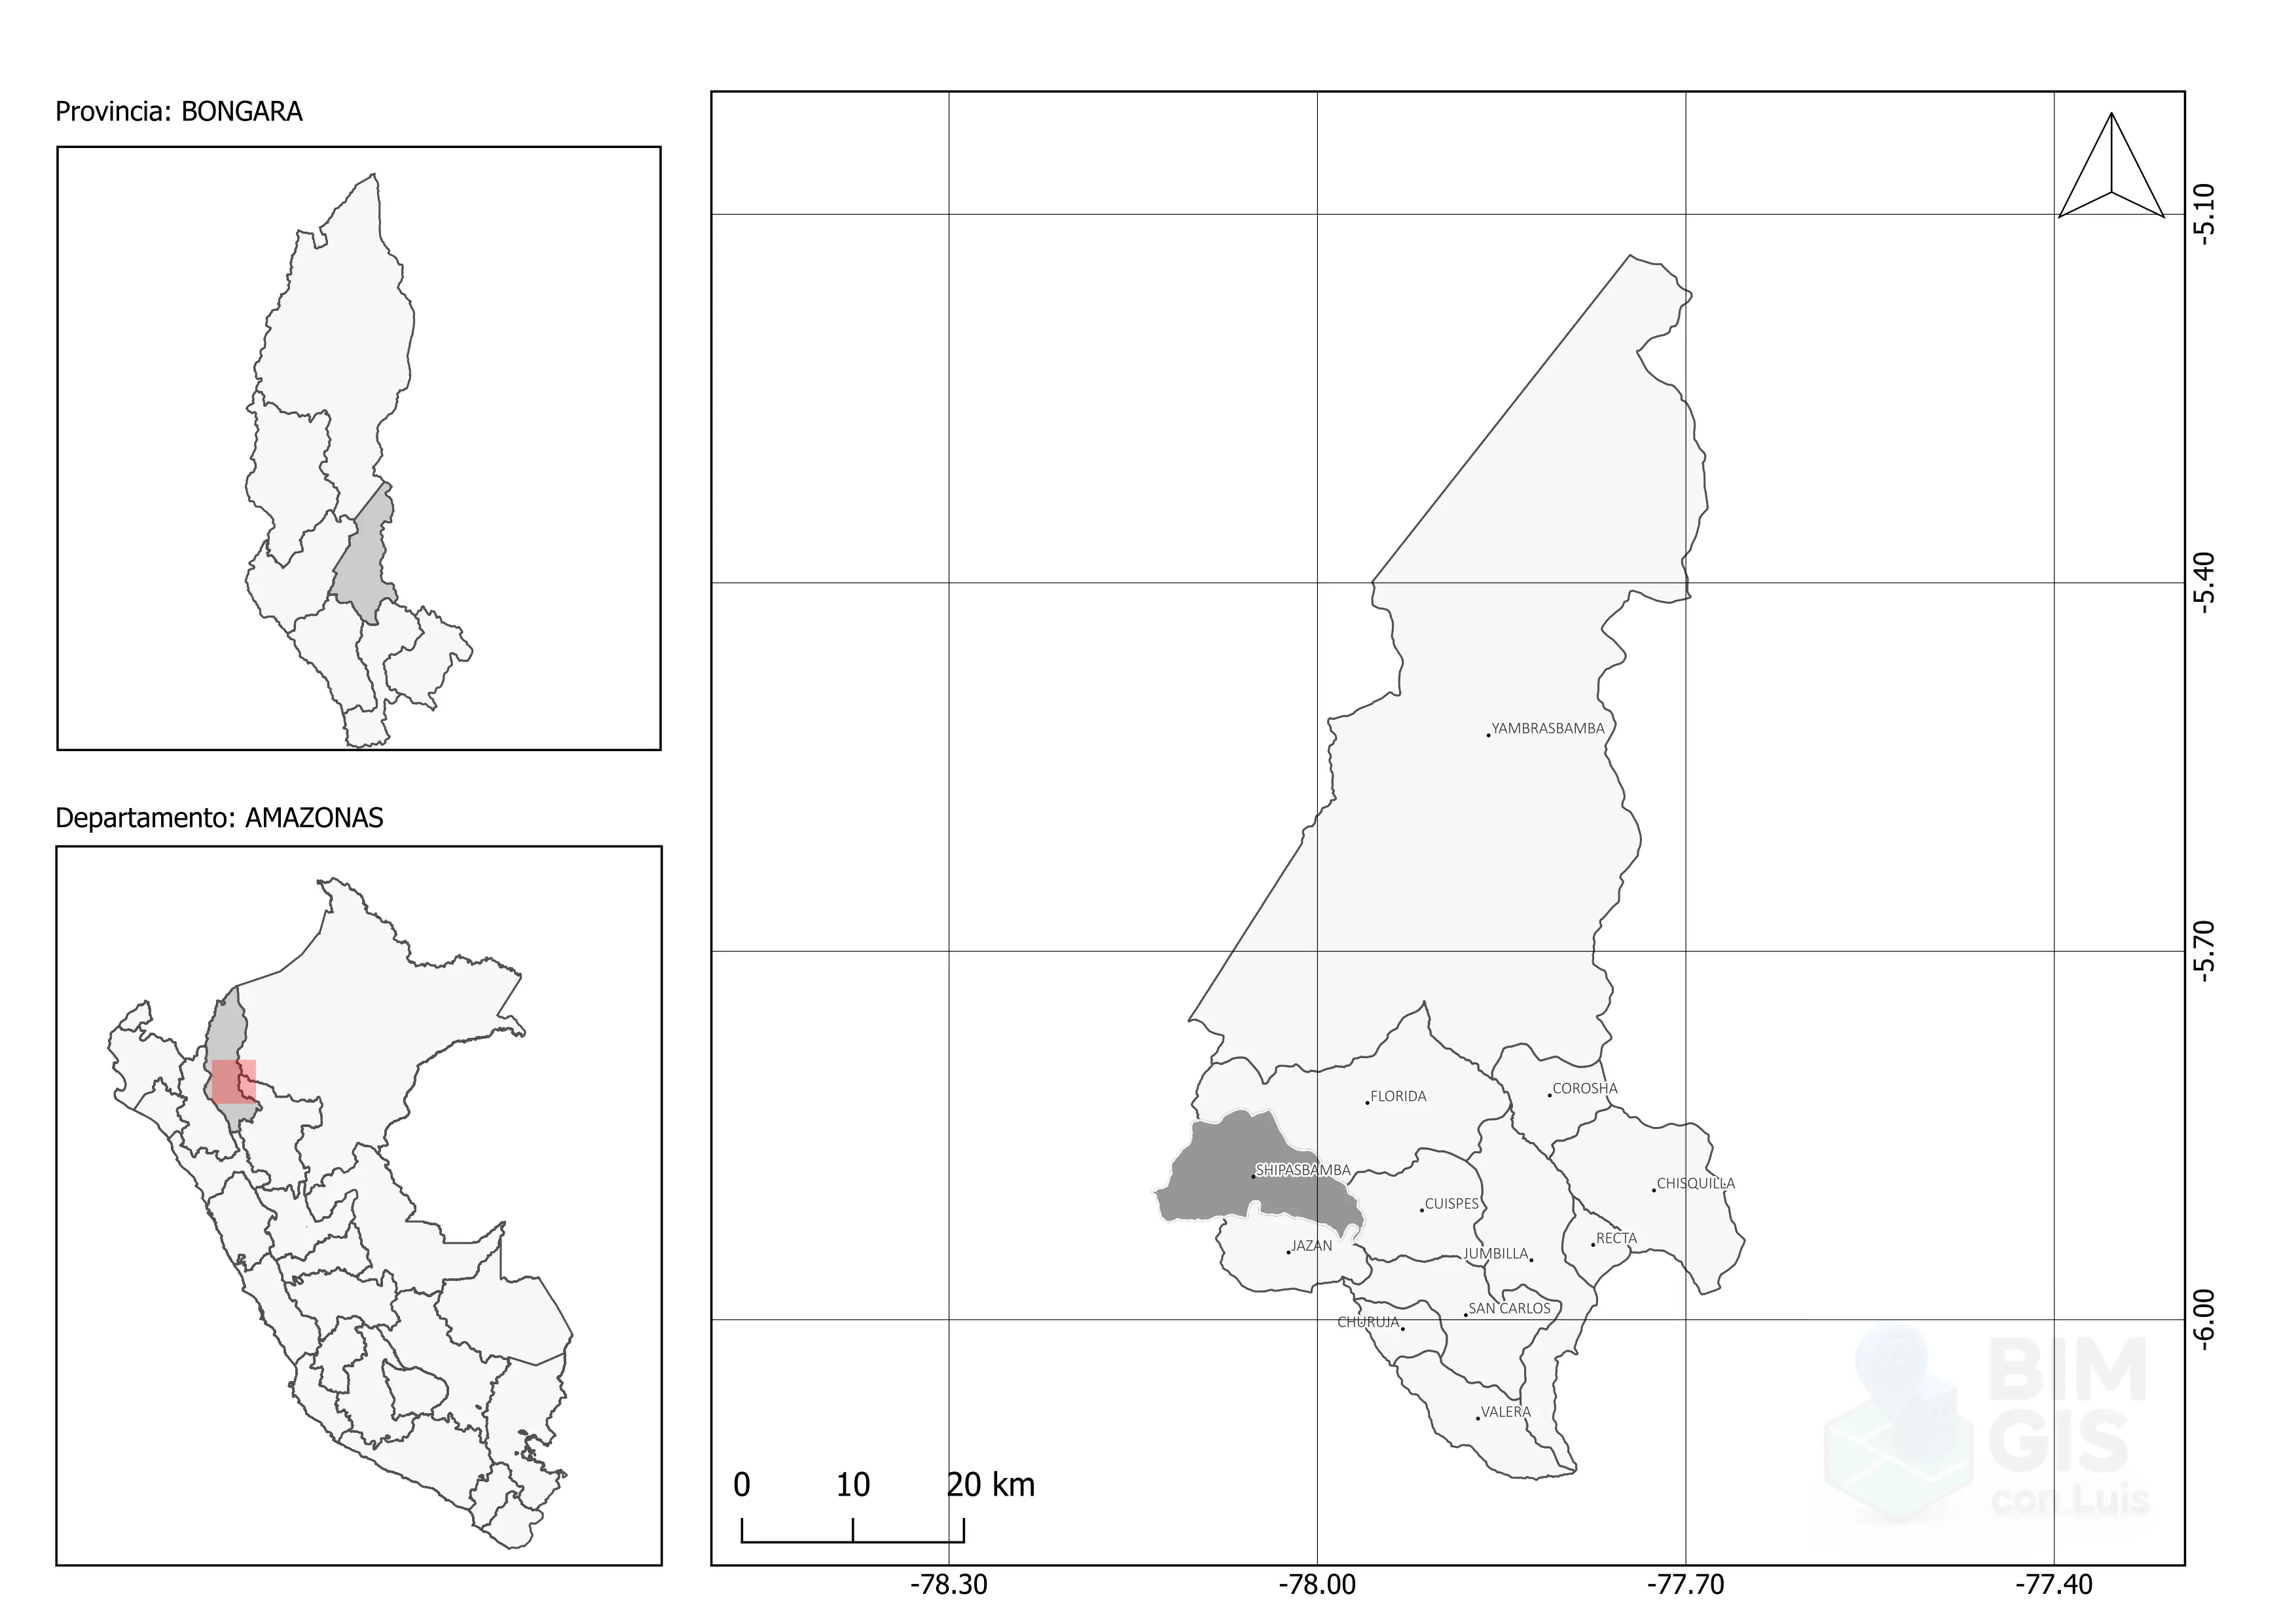 Provincia: BONGARA
Departamento: AMAZONAS
-5.10
-5.40
YAMBRASBAMBA
-5.70
COROSHA
FLORIDA
SHIPASBAMBA
CHISQUILLA
CUISPES
RECTA
JAZAN
JUMBILLA
SAN CARLOS
CHURUJA
-6.00
VALERA
BIM
GIS
con Luis
0 10 20 km
-78.30 -78.00 -77.70 -77.40